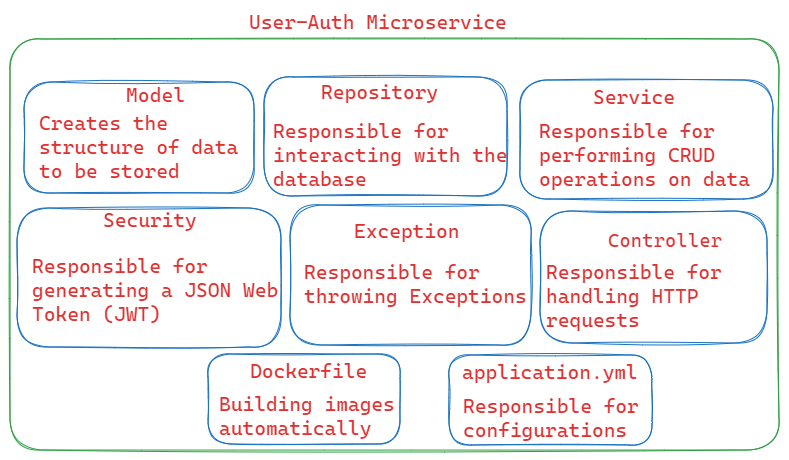 User-Auth Microservice
Model
Creates the
structure of data
to be stored
Repository
Responsible for
interacting with the
database
Service
Responsible for
performing CRUD
operations on data
Security
Responsible for
generating a JSON Web
Token (JWT)
Exception
Responsible for
throwing Exceptions
Controller
Responsible for
handling HTTP
requests
Dockerfile
Building images
automatically
application.yml
Responsible for
configurations